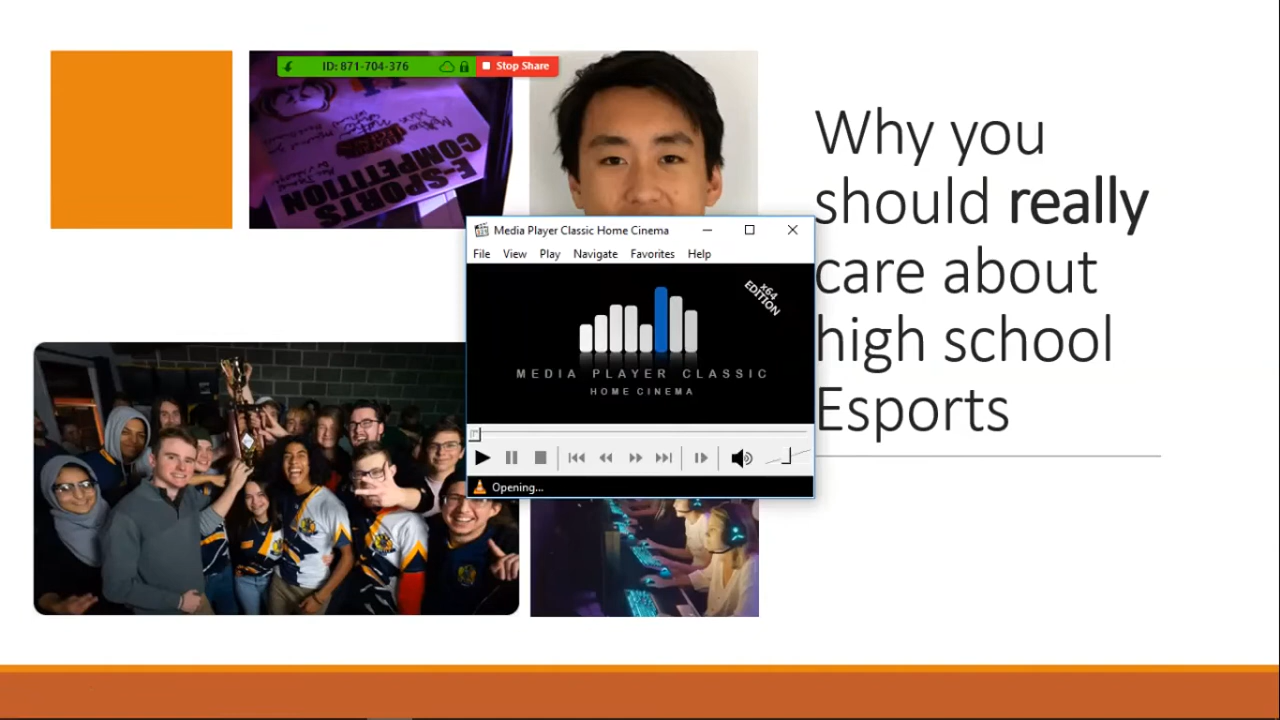 ID: 871-704-376
Stop Share
E-SPORTS
COMPETITION
Why you
should really
care about
high school
Esports
Media Player Classic Home Cinema
File View Play Navigate Favorites Help
x64
EDITION
MEDIA PLAYER CLASSIC
HOME CINEMA
Opening...